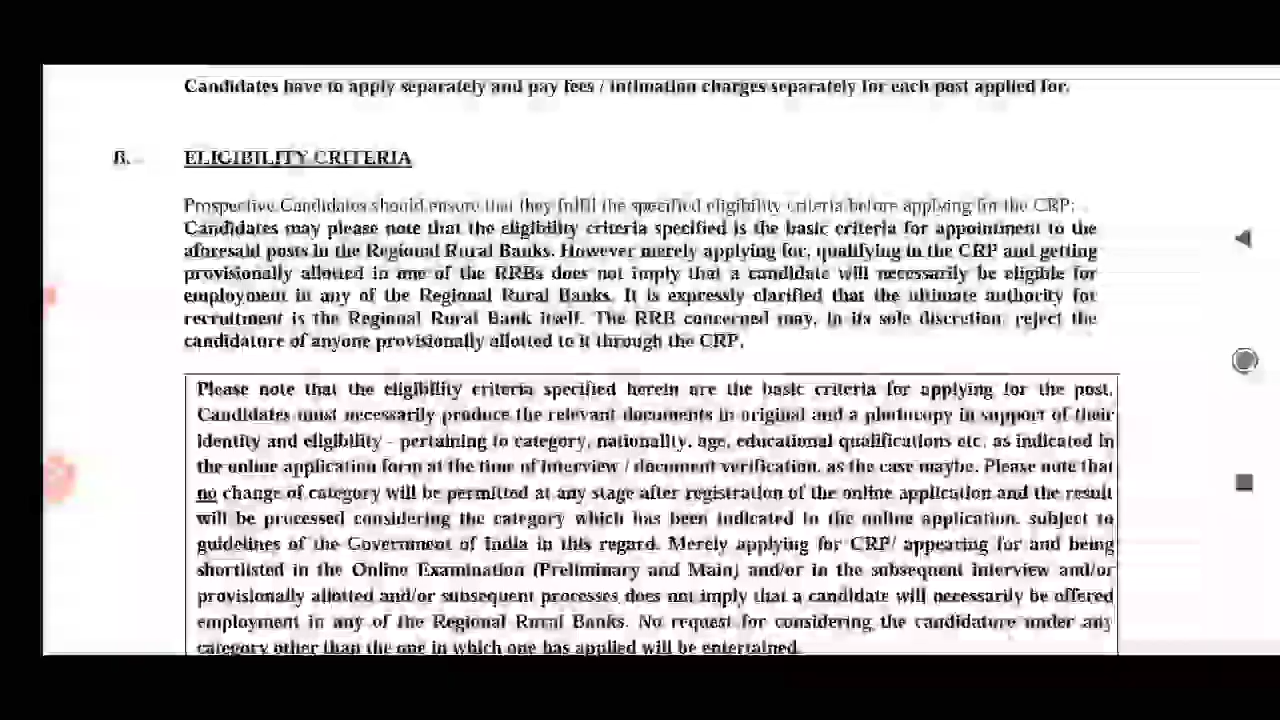 Candidates have to apply separately and pay fees / intimation charges separately for each post applied for.
B.
ELIGIBILITY CRITERIA
Prospective Candidates should ensure that they fulfil the specified eligibility criteria before applying for the CRP:
Candidates may please note that the eligibility criteria specified is the basic criteria for appointment to the
aforesaid posts in the Regional Rural Banks. However merely applying for, qualifying in the CRP and getting
provisionally allotted in one of the RRBs does not imply that a candidate will necessarily be eligible for
employment in any of the Regional Rural Banks. It is expressly clarified that the ultimate authority for
recruitment is the Regional Rural Bank itself. The RRB concerned may, in its sole discretion, reject the
candidature of anyone provisionally allotted to it through the CRP.
Please note that the eligibility criteria specified herein are the basic criteria for applying for the post.
Candidates must necessarily produce the relevant documents in original and a photocopy in support of their
identity and eligibility - pertaining to category, nationality, age, educational qualifications etc. as indicated in
the online application form at the time of interview / document verification, as the case maybe. Please note that
no change of category will be permitted at any stage after registration of the online application and the result
will be processed considering the category which has been indicated in the online application, subject to
guidelines of the Government of India in this regard. Merely applying for CRP/ appearing for and being
shortlisted in the Online Examination (Preliminary and Main) and/or in the subsequent interview and/or
provisionally allotted and/or subsequent processes does not imply that a candidate will necessarily be offered
employment in any of the Regional Rural Banks. No request for considering the candidature under any
category other than the one in which one has applied will be entertained.